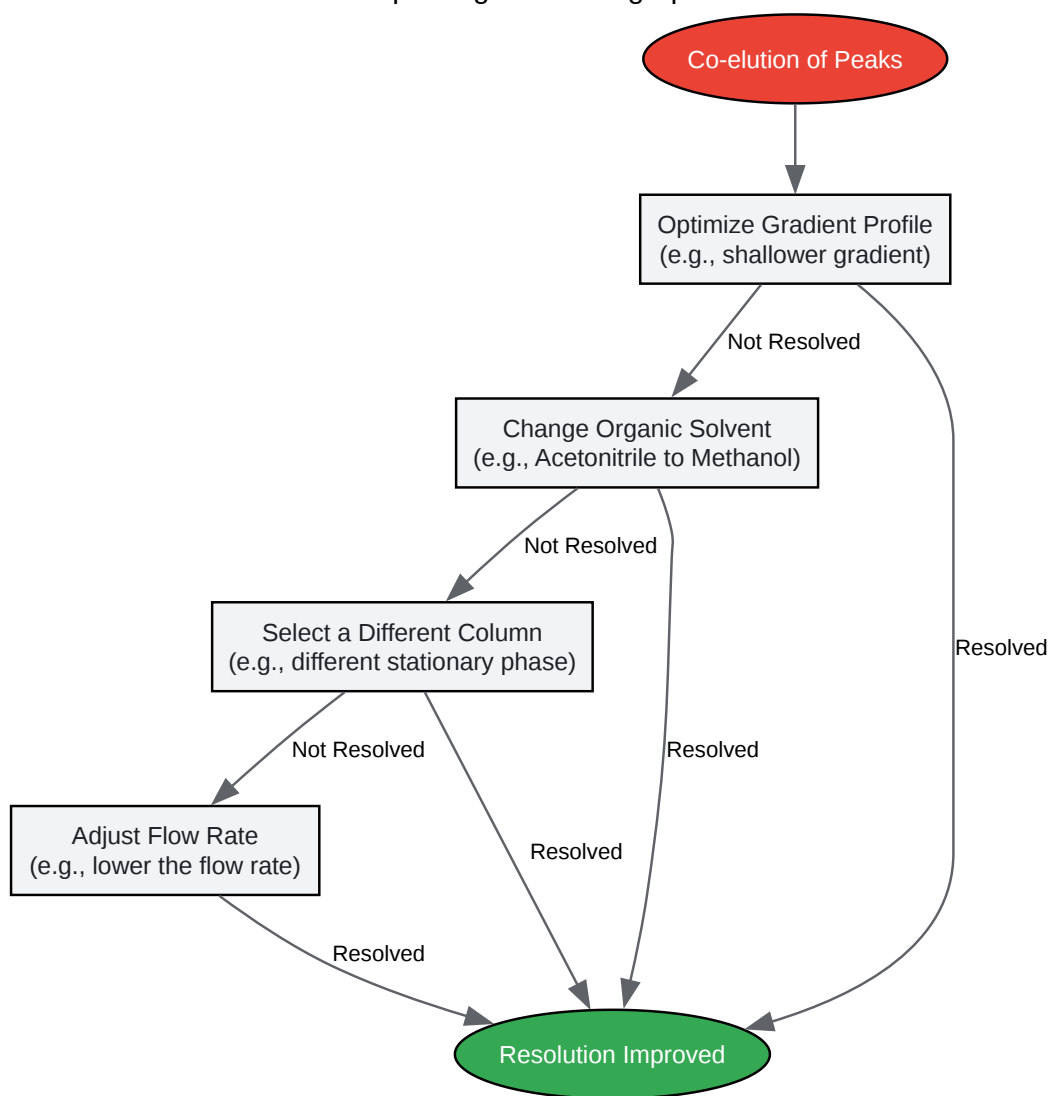 Co-elution of Peaks
Optimize Gradient Profile
(e.g., shallower gradient)
Not Resolved
Change Organic Solvent
(e.g., Acetonitrile to Methanol)
Not Resolved
Select a Different Column
(e.g., different stationary phase)
Resolved
Not Resolved
Resolved
Adjust Flow Rate
(e.g., lower the flow rate)
Resolved
Resolved
Resolution Improved